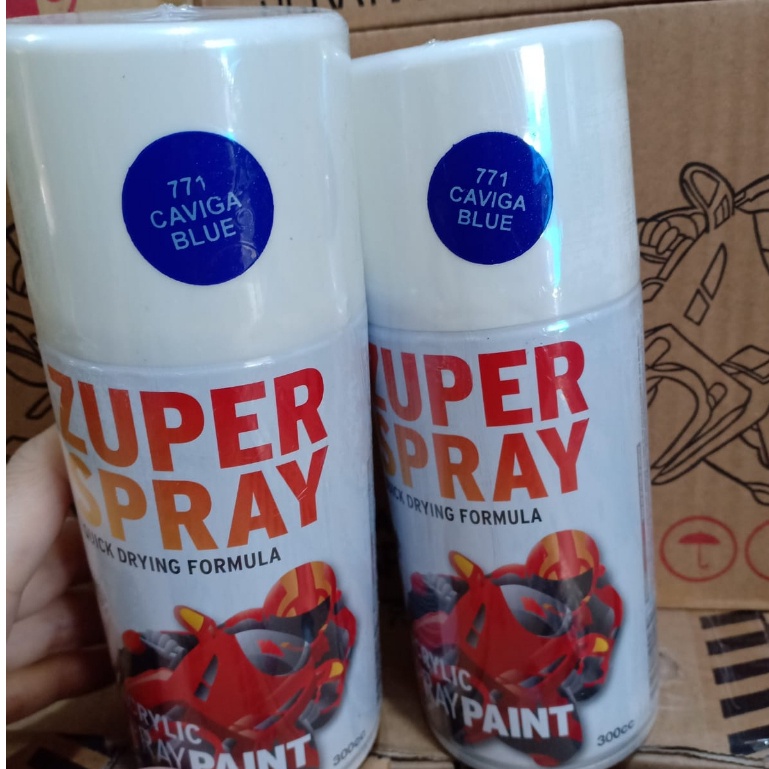 771
CAVIGA
BLUE
ZUPER
SPRAY
QUICK DRYING FORMULA
PAINT
300cc
771
CAVIGA
BLUE
ZUPER
SPRAY
DRYING FORMULA
PAINT
300cc